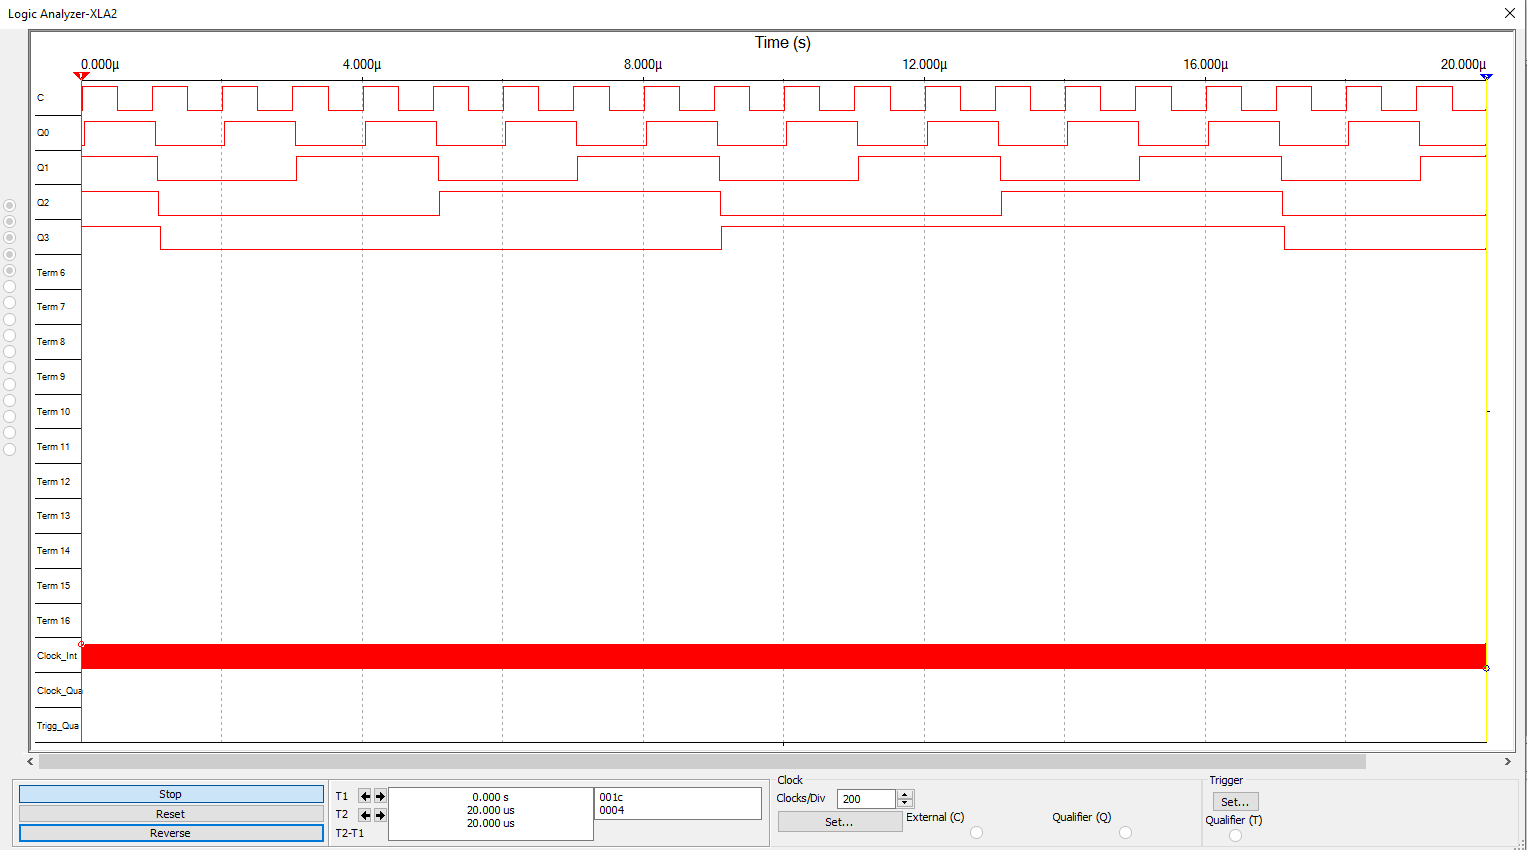 Logic Analyzer-XLA2
Time (s)
0.000µ 4.000µ 8.000µ 12.000µ 16.000µ 20.000µ
C
Q0
Q1
Q2
Q3
Term 6
Term 7
Term 8
Term 9
Term 10
Term 11
Term 12
Term 13
Term 14
Term 15
Term 16
Clock_Int
Clock_Qua
Trigg_Qua
Stop
Reset
Reverse
T1
T2
T2-T1
0.000 s
20.000 us
20.000 us
001c
0004
Clock
Clocks/Div 200
Set...
External (C)
Qualifier (Q)
Trigger
Set...
Qualifier (T)